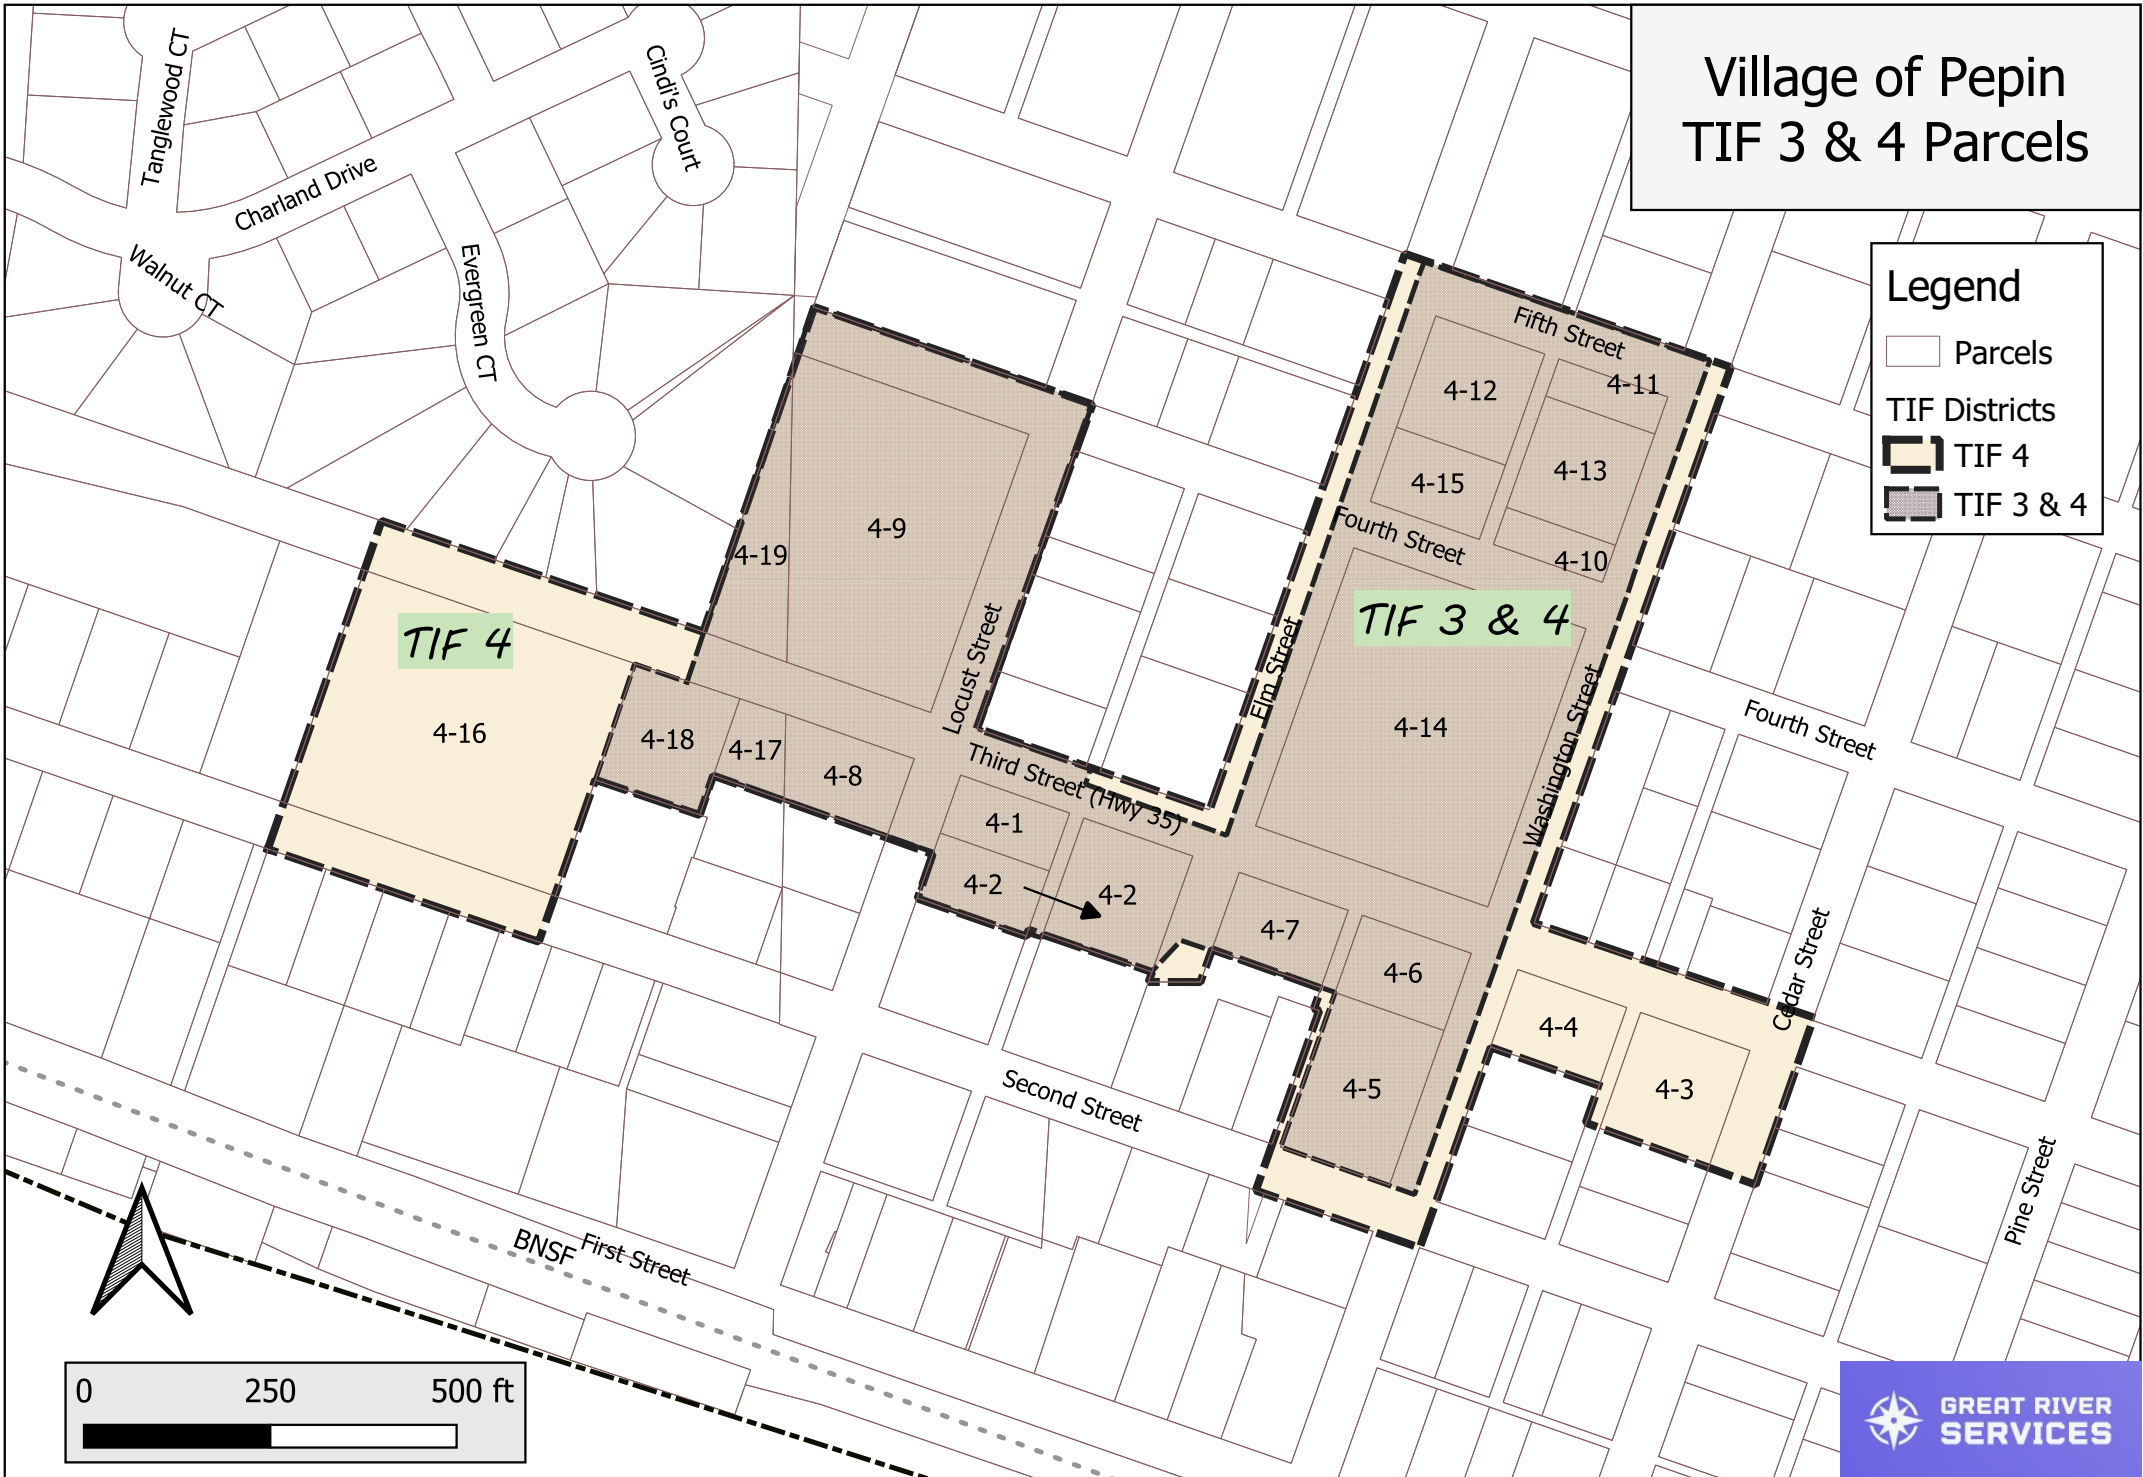 Village of Pepin
TIF 3 & 4 Parcels
Legend
Parcels
TIF Districts
TIF 4
TIF 3 & 4
Tanglewood CT
Cindi's Court
Charland Drive
Walnut CT
Evergreen CT
Fifth Street
4-12
4-11
4-15
4-13
4-10
Fourth Street
4-9
4-19
TIF 4
TIF 3 & 4
Elm Street
Locust Street
4-14
Washington Street
Fourth Street
4-16
4-18
4-17
4-8
Third Street (Hwy 35)
4-1
4-2
4-2
4-7
4-6
4-4
4-3
4-5
Cedar Street
Second Street
Pine Street
BNSF
First Street
0 250 500 ft
GREAT RIVER
SERVICES